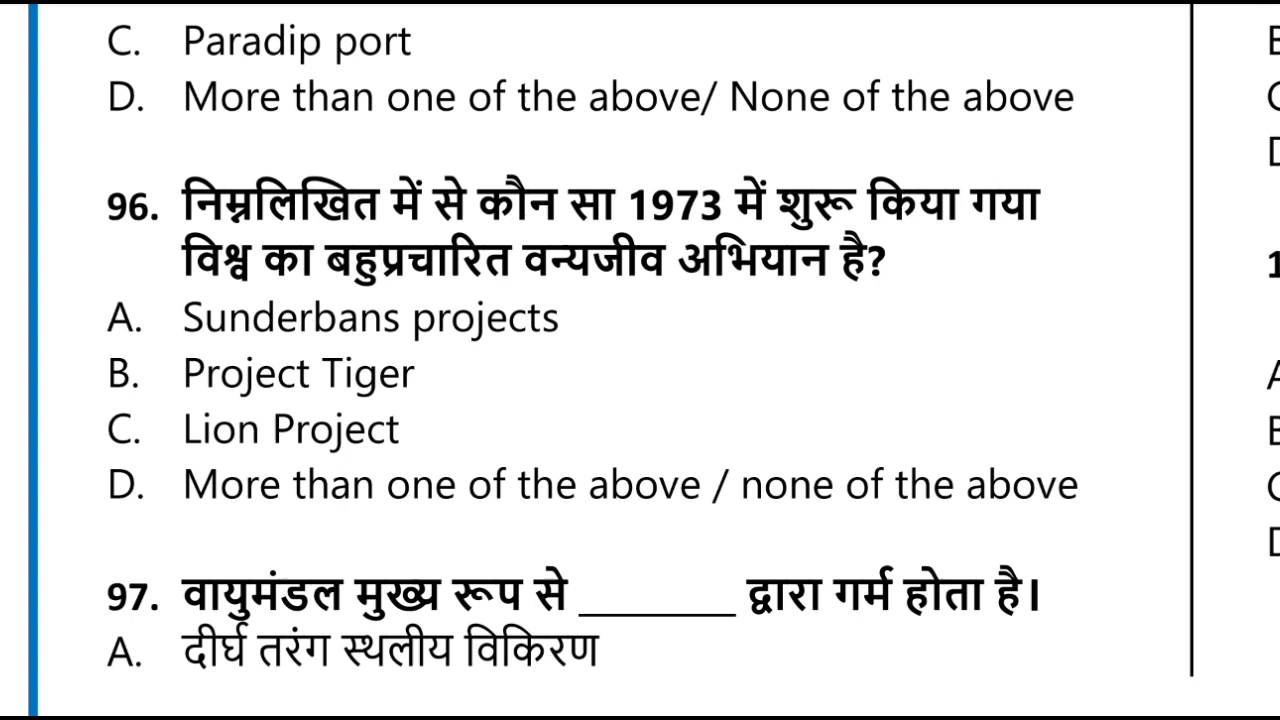 C. Paradip port
D. More than one of the above/ None of the above
96. निम्नलिखित में से कौन सा 1973 में शुरू किया गया
विश्व का बहुप्रचारित वन्यजीव अभियान है?
A. Sunderbans projects
B. Project Tiger
C. Lion Project
D. More than one of the above / none of the above
97. वायुमंडल मुख्य रूप से ________ द्वारा गर्म होता है।
A. दीर्घ तरंग स्थलीय विकिरण